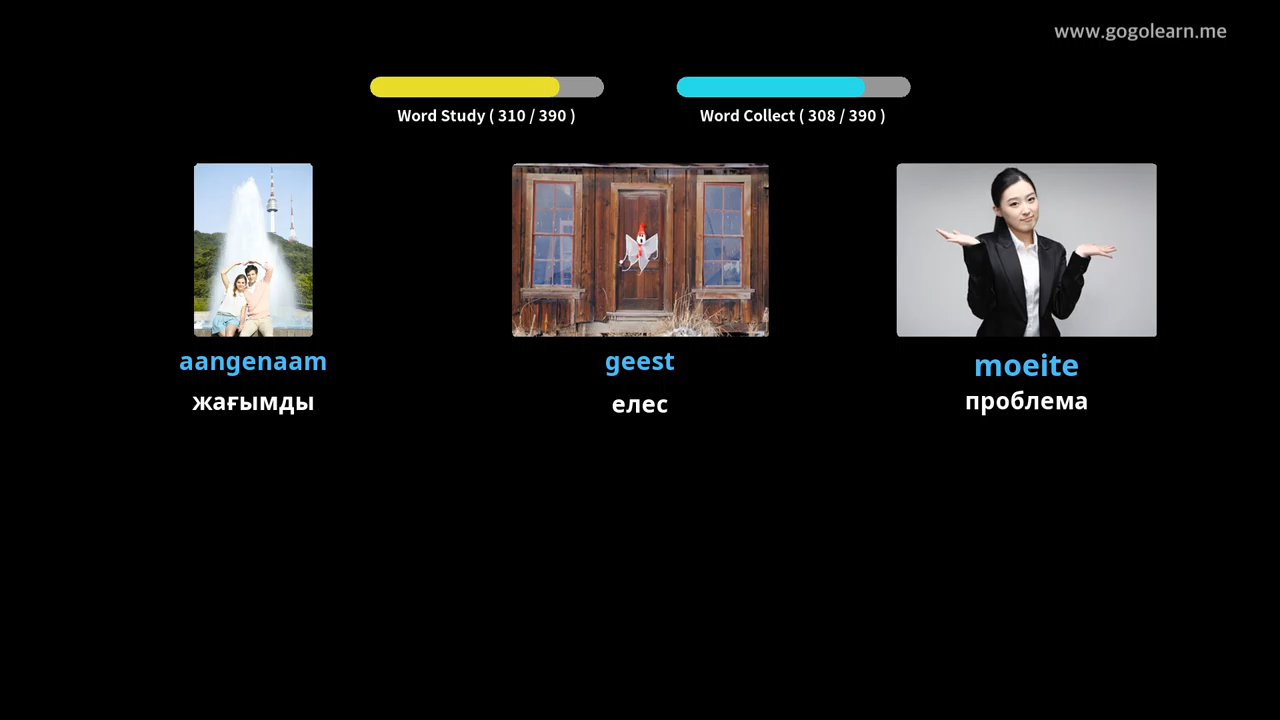 www.gogolearn.me
Word Study ( 310 / 390 )
Word Collect ( 308 / 390 )
aangenaam
geest
moeite
жағымды
елес
проблема